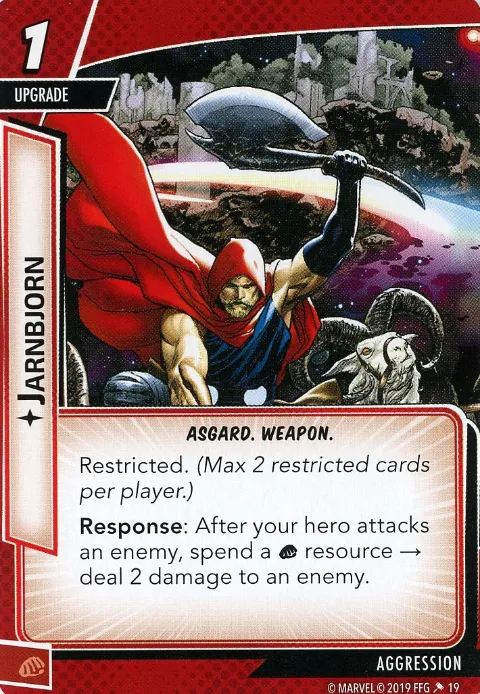 1
UPGRADE
JARNBJORN
ASGARD. WEAPON.
Restricted. (Max 2 restricted cards
per player.)
Response: After your hero attacks
an enemy, spend a resource →
deal 2 damage to an enemy.
AGGRESSION
© MARVEL © 2019 FFG 19